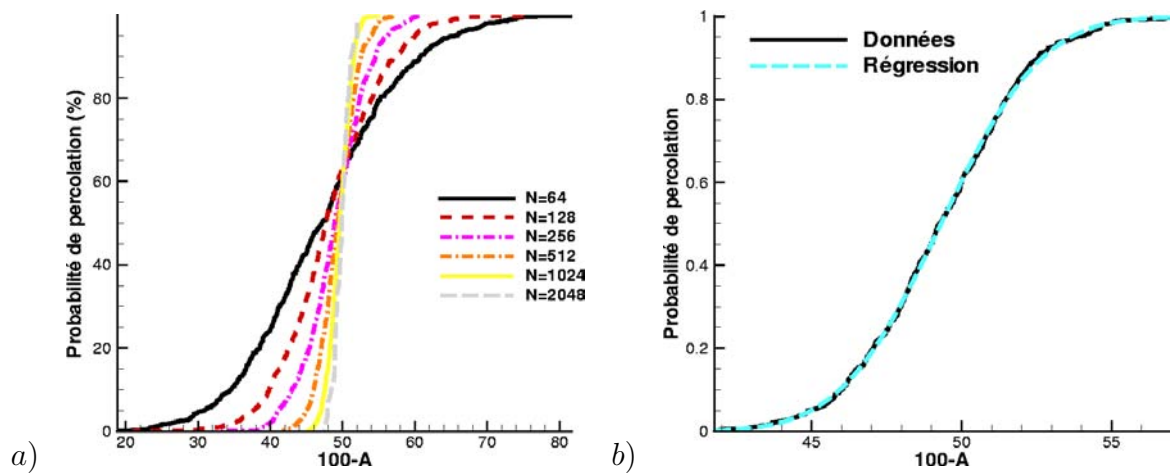 Probabilité de percolation (%)
80
60
40
20
0
20
30
40
50
60
70
80
100-A
N=64
N=128
N=256
N=512
N=1024
N=2048
a)
Probabilité de percolation
1
0.8
0.6
0.4
0.2
0
45
50
55
100-A
Données
Régression
b)